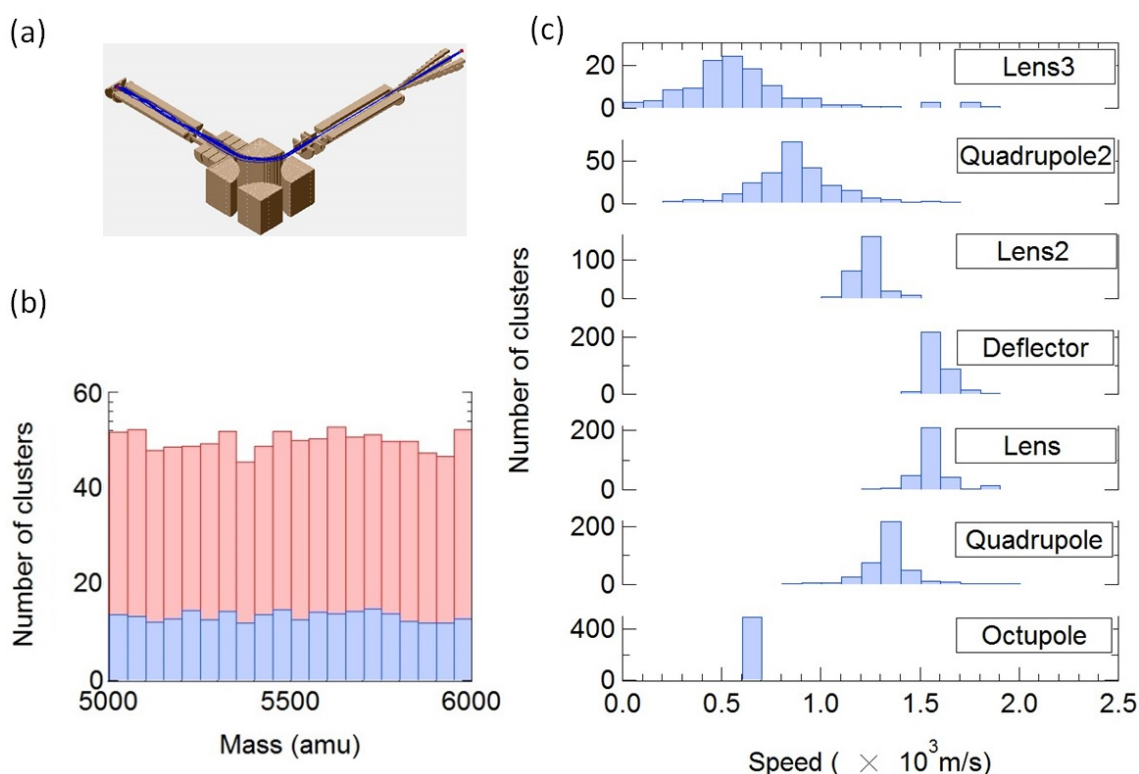 (a)
(b)
Number of clusters
60
40
20
0
5000
5500
6000
Mass (amu)
(c)
Number of clusters
20
0
Lens3
50
0
Quadrupole2
100
0
Lens2
200
0
Deflector
200
0
Lens
200
0
Quadrupole
400
0
Octupole
0.0
0.5
1.0
1.5
2.0
2.5
Speed ( × 10³m/s)